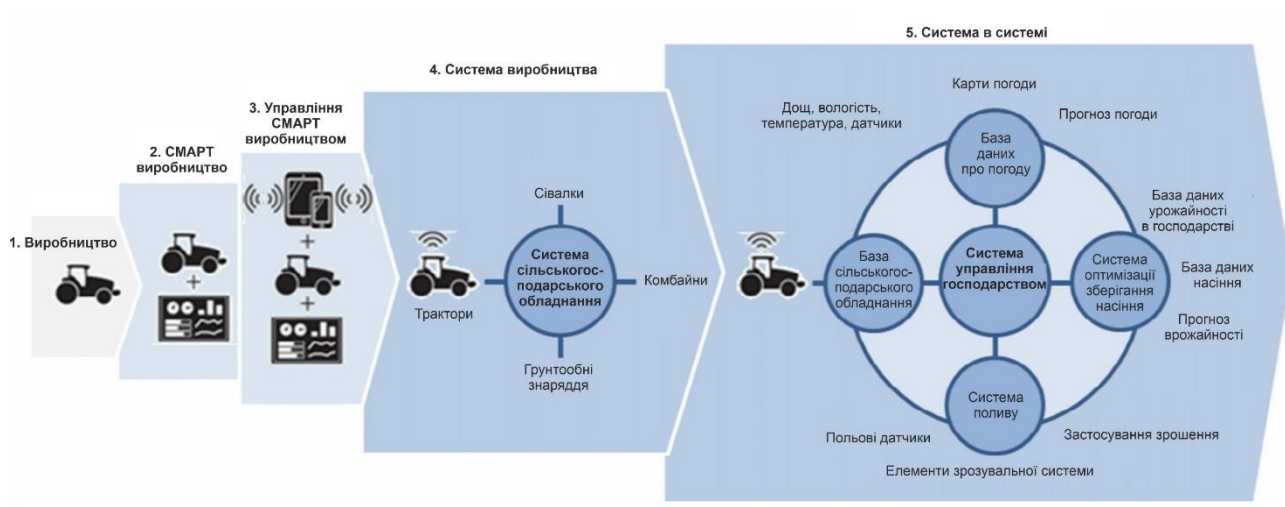 1. Виробництво
2. СМАРТ
виробництво
3. Управління
СМАРТ
виробництвом
4. Система виробництва
Сівалки
Трактори
Система
сільськогос-
подарського
обладнання
Комбайни
Грунтообні
знаряддя
5. Система в системі
Карти погоди
Дощ, вологість,
температура, датчики
Прогноз погоди
База
даних
про погоду
База даних
урожайності
в господарстві
База
сільськогос-
подарського
обладнання
Система
управління
господарством
Система
оптимізації
зберігання
насіння
База даних
насіння
Прогноз
врожайності
Система
поливу
Польові датчики
Застосування зрошення
Елементи зрозувальної системи